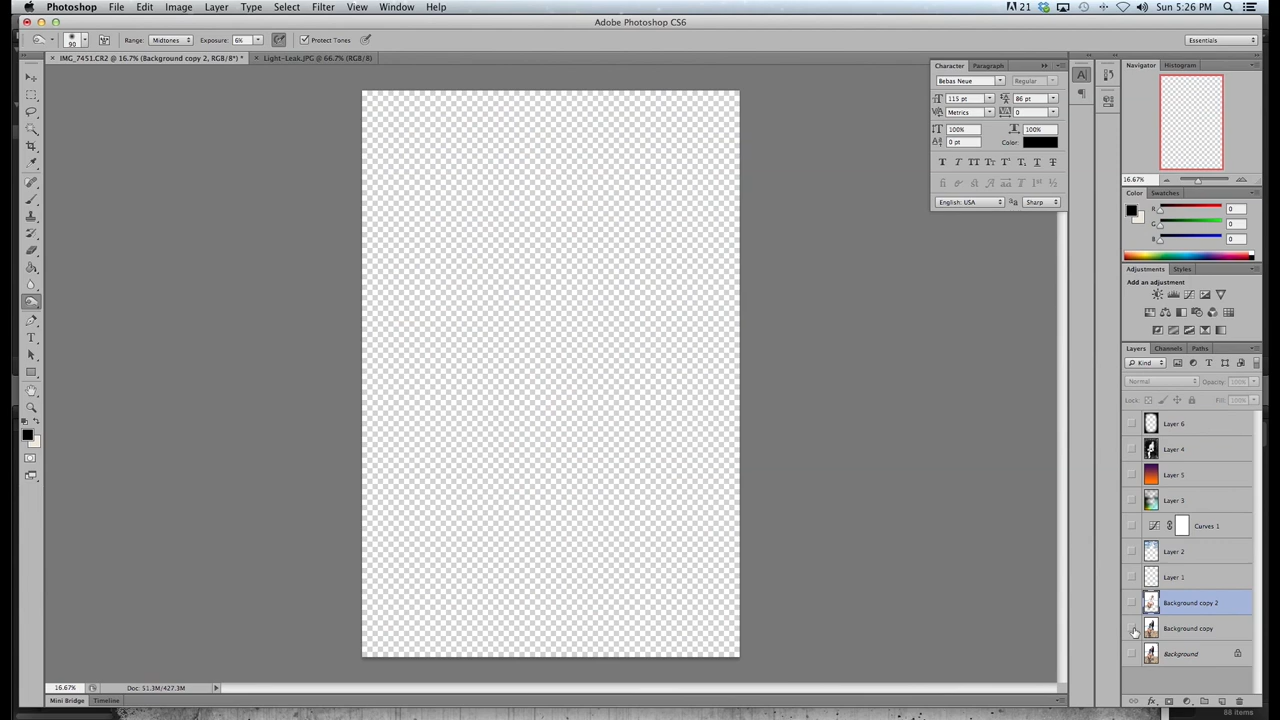 Photoshop File Edit Image Layer Type Select Filter View Window Help 21 Sun 5:26 PM
Adobe Photoshop CS6
90 Range: Midtones Exposure: 6% Protect Tones Essentials
IMG_7451.CR2 @ 16.7% (Background copy 2, RGB/8*) * Light-Leak.JPG @ 66.7% (RGB/8)
Character Paragraph
Navigator Histogram
Bebas Neue Regular
115 pt 86 pt
Metrics 0
100% 100%
0 pt Color:
English: USA Sharp
16.67%
Color Swatches
R 0
G 0
B 0
Adjustments Styles
Add an adjustment
Layers Channels Paths
Kind
Normal Opacity: 100%
Lock: Fill: 100%
Layer 6
Layer 4
Layer 5
Layer 3
Curves 1
Layer 2
Layer 1
Background copy 2
Background copy
Background
16.67% Doc: 51.3M/427.3M
Mini Bridge Timeline
88 items